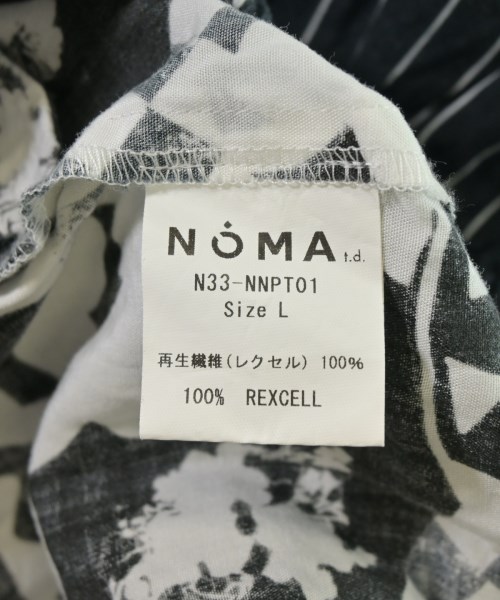 NOMA t.d.
N33-NNPT01
Size L
再生繊維(レクセル) 100%
100% REXCELL